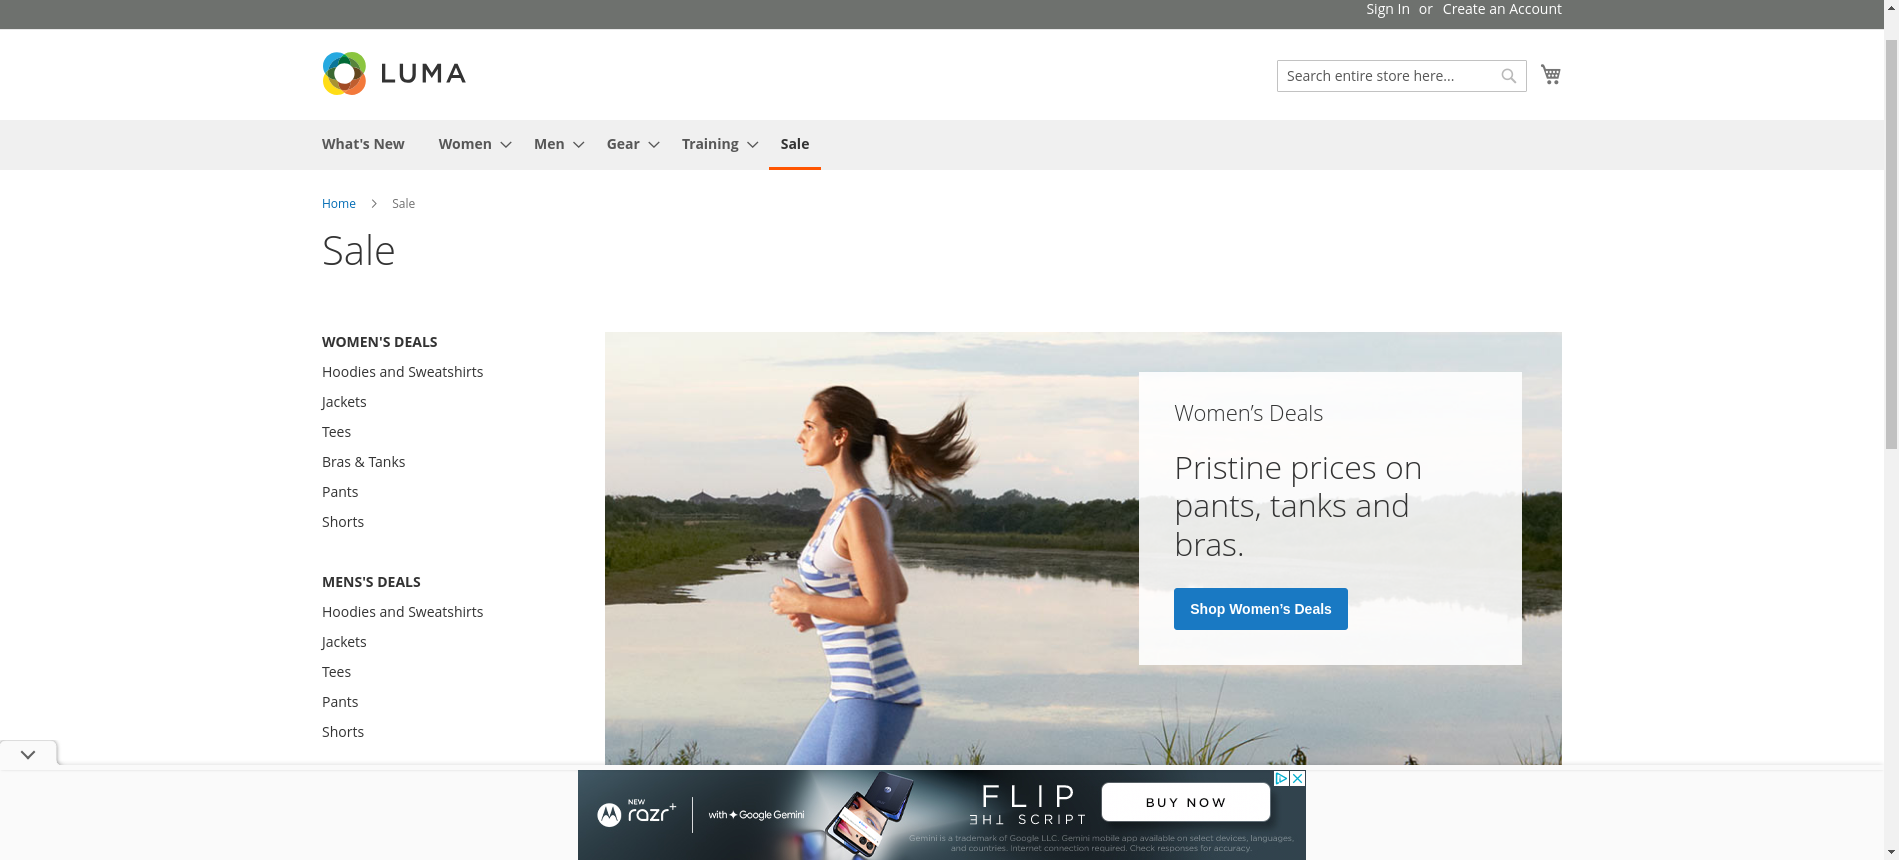 Sign In or Create an Account
LUMA
Search entire store here...
What's New Women Men Gear Training Sale
Home Sale
Sale
WOMEN'S DEALS
Hoodies and Sweatshirts
Jackets
Tees
Bras & Tanks
Pants
Shorts
MENS'S DEALS
Hoodies and Sweatshirts
Jackets
Tees
Pants
Shorts
Women’s Deals
Pristine prices on
pants, tanks and
bras.
Shop Women’s Deals
NEW
razr+
with Google Gemini
FLIP
THE SCRIPT
BUY NOW
Gemini is a trademark of Google LLC. Gemini mobile app available on select devices, languages,
and countries. Internet connection required. Check responses for accuracy.